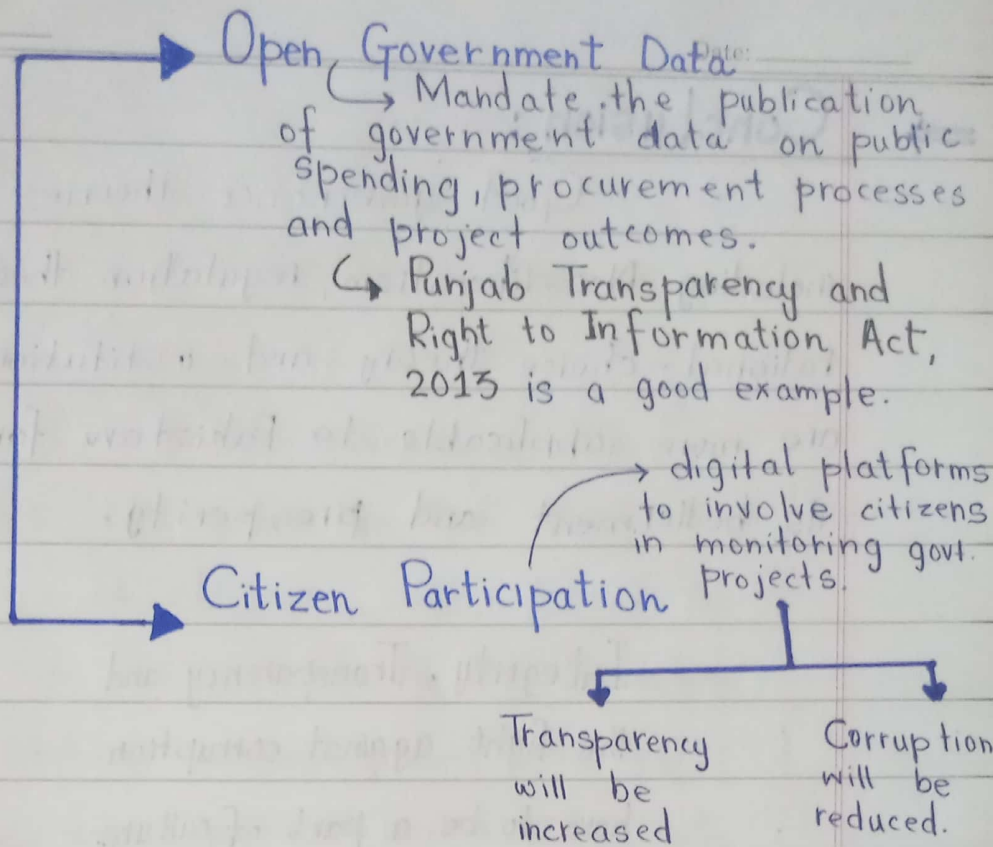 Open Government Data
Date:
Mandate the publication
of government data on public
spending, procurement processes
and project outcomes.
Punjab Transparency and
Right to Information Act,
2013 is a good example.
digital platforms
to involve citizens
in monitoring govt.
projects.
Citizen Participation
Transparency
will be
increased
Corruption
will be
reduced.